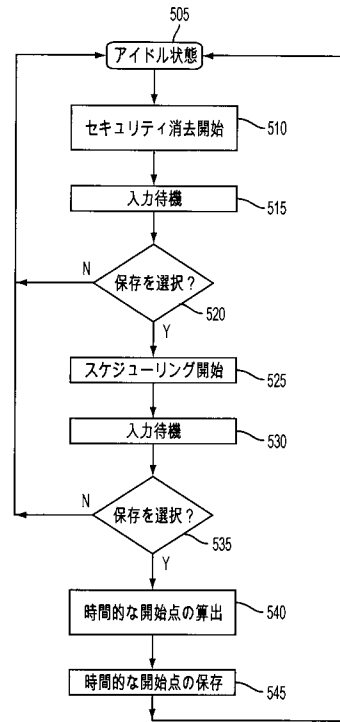 505
アイドル状態
セキュリティ消去開始
510
入力待機
515
N
保存を選択？
520
Y
スケジューリング開始
525
入力待機
530
N
保存を選択？
535
Y
時間的な開始点の算出
540
時間的な開始点の保存
545